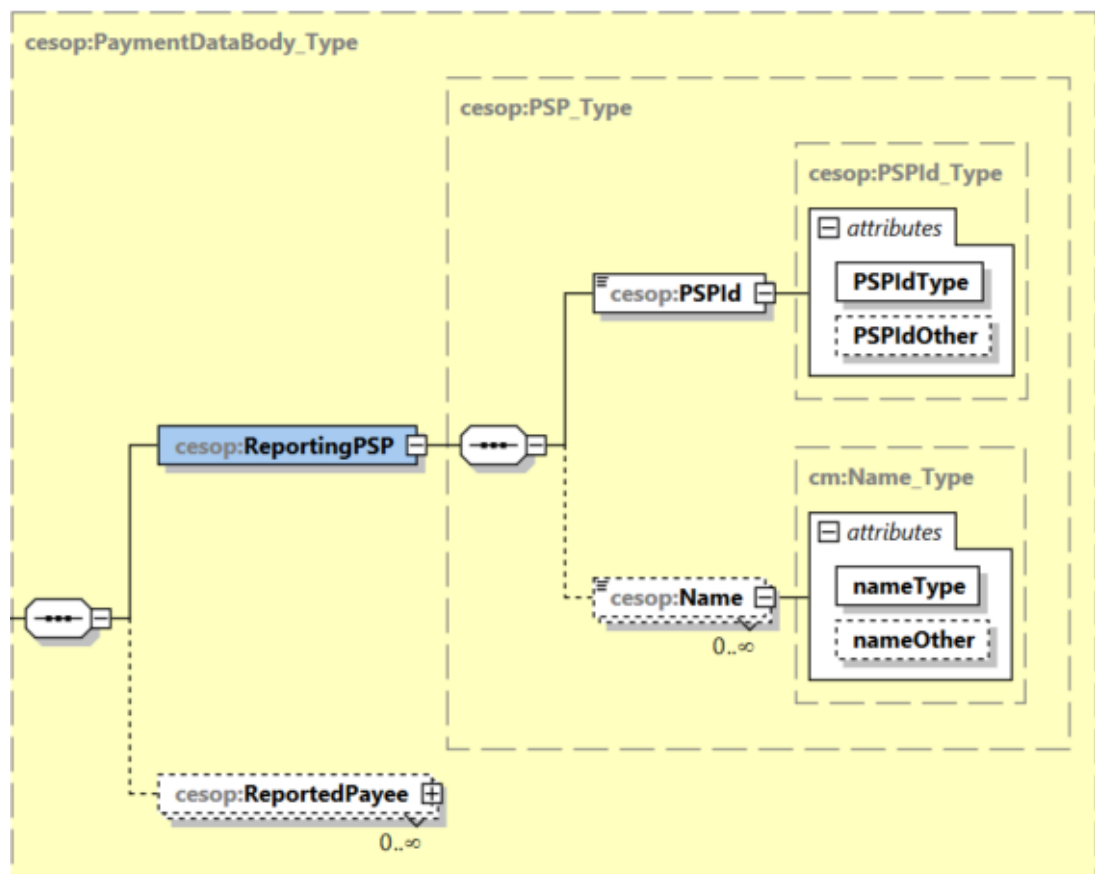 cesop:PaymentDataBody_Type
cesop:PSP_Type
cesop:PSPId_Type
attributes
PSPIdType
PSPIdOther
cesop:PSPId
cesop:ReportingPSP
cm:Name_Type
attributes
nameType
nameOther
cesop:Name
0..∞
cesop:ReportedPayee
0..∞